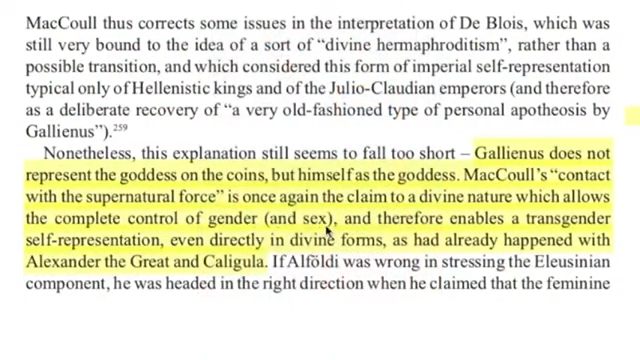 MacCoull thus corrects some issues in the interpretation of De Blois, which was
still very bound to the idea of a sort of “divine hermaphroditism”, rather than a
possible transition, and which considered this form of imperial self-representation
typical only of Hellenistic kings and of the Julio-Claudian emperors (and therefore
as a deliberate recovery of “a very old-fashioned type of personal apotheosis by
Gallienus”).²⁵⁹
Nonetheless, this explanation still seems to fall too short – Gallienus does not
represent the goddess on the coins, but himself as the goddess. MacCoull’s “contact
with the supernatural force” is once again the claim to a divine nature which allows
the complete control of gender (and sex), and therefore enables a transgender
self-representation, even directly in divine forms, as had already happened with
Alexander the Great and Caligula. If Alföldi was wrong in stressing the Eleusinian
component, he was headed in the right direction when he claimed that the feminine